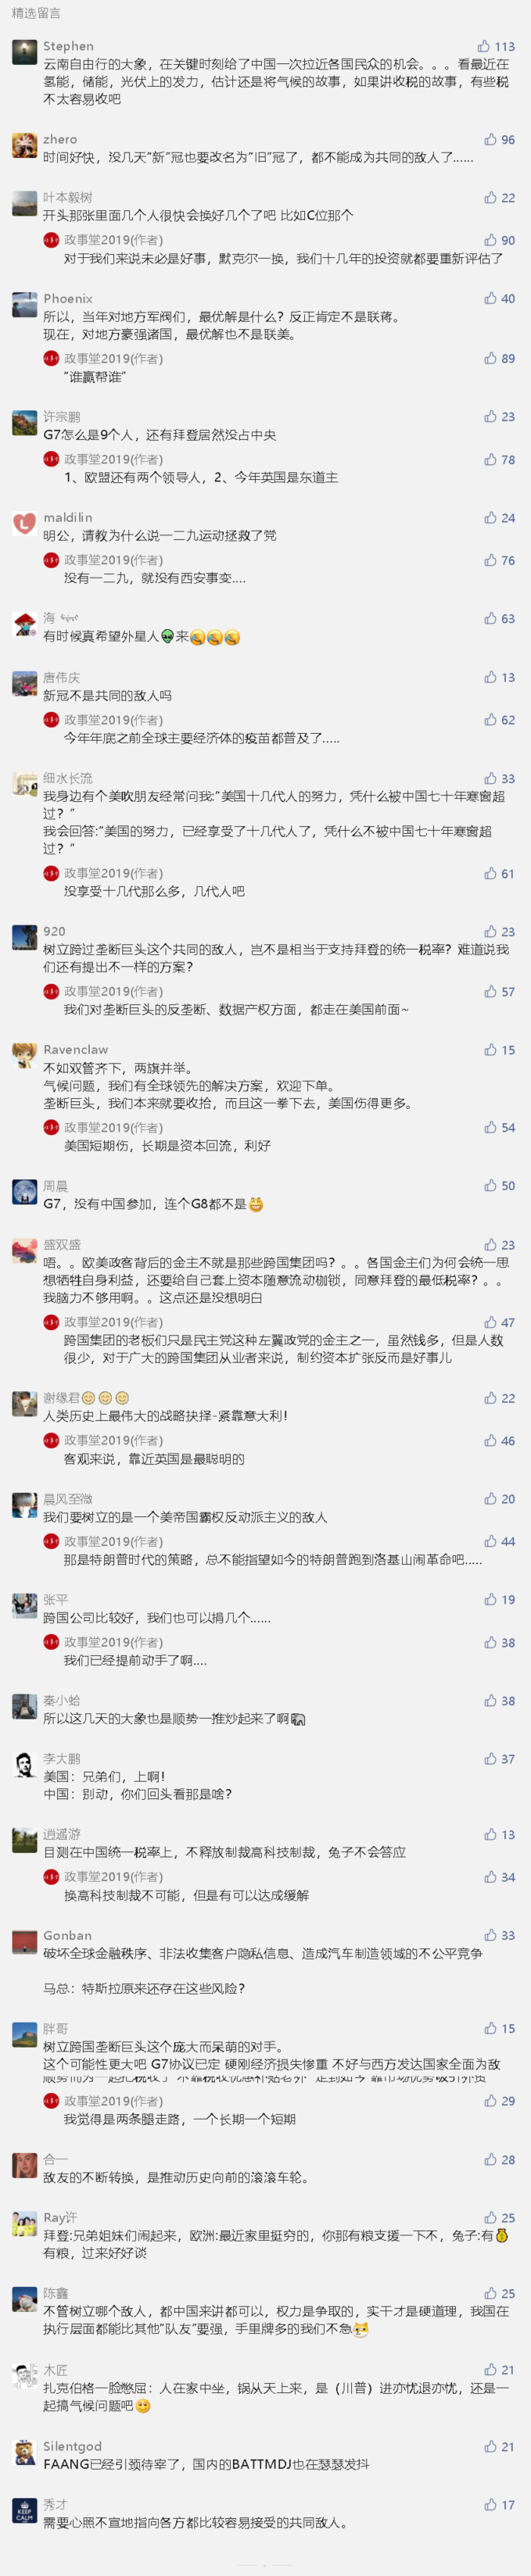 精选留言
Stephen
113
云南自由行的大象，在关键时刻给了中国一次拉近各国民众的机会。。。看最近在
氢能，储能，光伏上的发力，估计还是将气候的故事，如果讲收税的故事，有些税
不太容易收吧
zhero
96
时间好快，没几天“新”冠也要改名为“旧”冠了，都不能成为共同的敌人了......
叶本毅树
22
开头那张里面几个人很快会换好几个了吧 比如C位那个
政事堂2019(作者)
90
对于我们来说未必是好事，默克尔一换，我们十几年的投资就都要重新评估了
Phoenix
40
所以，当年对地方军阀们，最优解是什么？反正肯定不是联蒋。
现在，对地方豪强诸国，最优解也不是联美。
政事堂2019(作者)
89
“谁赢帮谁”
许宗鹏
23
G7怎么是9个人，还有拜登居然没占中央
政事堂2019(作者)
78
1、欧盟还有两个领导人，2、今年英国是东道主
maldilin
24
明公，请教为什么说一二九运动拯救了党
政事堂2019(作者)
76
没有一二九，就没有西安事变....
海
63
有时候真希望外星人👽来🤣🤣🤣
唐伟庆
13
新冠不是共同的敌人吗
政事堂2019(作者)
62
今年年底之前全球主要经济体的疫苗都普及了.....
细水长流
33
我身边有个美吹朋友经常问我:“美国十几代人的努力，凭什么被中国七十年寒窗超
过？”
我会回答:“美国的努力，已经享受了十几代人了，凭什么不被中国七十年寒窗超
过？”
政事堂2019(作者)
61
没享受十几代那么多，几代人吧
920
23
树立跨过垄断巨头这个共同的敌人，岂不是相当于支持拜登的统一税率？难道说我
们还有提出不一样的方案？
政事堂2019(作者)
57
我们对垄断巨头的反垄断、数据产权方面，都走在美国前面~
Ravenclaw
15
不如双管齐下，两旗并举。
气候问题，我们有全球领先的解决方案，欢迎下单。
垄断巨头，我们本来就要收拾，而且这一拳下去，美国伤得更多。
政事堂2019(作者)
54
美国短期伤，长期是资本回流，利好
周晨
50
G7，没有中国参加，连个G8都不是😄
盛双盛
23
唔。。欧美政客背后的金主不就是那些跨国集团吗？。。各国金主们为何会统一思
想牺牲自身利益，还要给自己套上资本随意流动枷锁，同意拜登的最低税率？。。
我脑力不够用啊。。这点还是没想明白
政事堂2019(作者)
47
跨国集团的老板们只是民主党这种左翼政党的金主之一，虽然钱多，但是人数
很少，对于广大的跨国集团从业者来说，制约资本扩张反而是好事儿
谢缘君😊😊😊
22
人类历史上最伟大的战略抉择-紧靠意大利！
政事堂2019(作者)
46
客观来说，靠近英国是最聪明的
晨风至微
20
我们要树立的是一个美帝国霸权反动派主义的敌人
政事堂2019(作者)
44
那是特朗普时代的策略，总不能指望如今的特朗普跑到洛基山闹革命吧.....
张平
19
跨国公司比较好，我们也可以捐几个......
政事堂2019(作者)
38
我们已经提前动手了啊....
秦小蛤
38
所以这几天的大象也是顺势一推炒起来了啊🐘
李大鹏
37
美国：兄弟们，上啊！
中国：别动，你们回头看那是啥？
逍遥游
13
目测在中国统一税率上，不释放制裁高科技制裁，兔子不会答应
政事堂2019(作者)
34
换高科技制裁不可能，但是有可以达成缓解
Gonban
33
破坏全球金融秩序、非法收集客户隐私信息、造成汽车制造领域的不公平竞争
马总：特斯拉原来还存在这些风险？
胖哥
15
树立跨国垄断巨头这个庞大而呆萌的对手。
这个可能性更大吧 G7协议已定 硬刚经济损失惨重 不好与西方发达国家全面为敌
顺势而为一起把税收了 不靠税收优惠补贴老外 走到如今 靠市场优势吸引外资
政事堂2019(作者)
29
我觉得是两条腿走路，一个长期一个短期
合一
28
敌友的不断转换，是推动历史向前的滚滚车轮。
Ray许
25
拜登:兄弟姐妹们闹起来，欧洲:最近家里挺穷的，你那有粮支援一下不，兔子:有💰
有粮，过来好好谈
陈鑫
25
不管树立哪个敌人，都中国来讲都可以，权力是争取的，实干才是硬道理，我国在
执行层面都能比其他“队友”要强，手里牌多的我们不急
木匠
21
扎克伯格一脸憋屈：人在家中坐，锅从天上来，是（川普）进亦忧退亦忧，还是一
起搞气候问题吧😊
Silentgod
21
FAANG已经引颈待宰了，国内的BATTMDJ也在瑟瑟发抖
秀才
17
需要心照不宣地指向各方都比较容易接受的共同敌人。